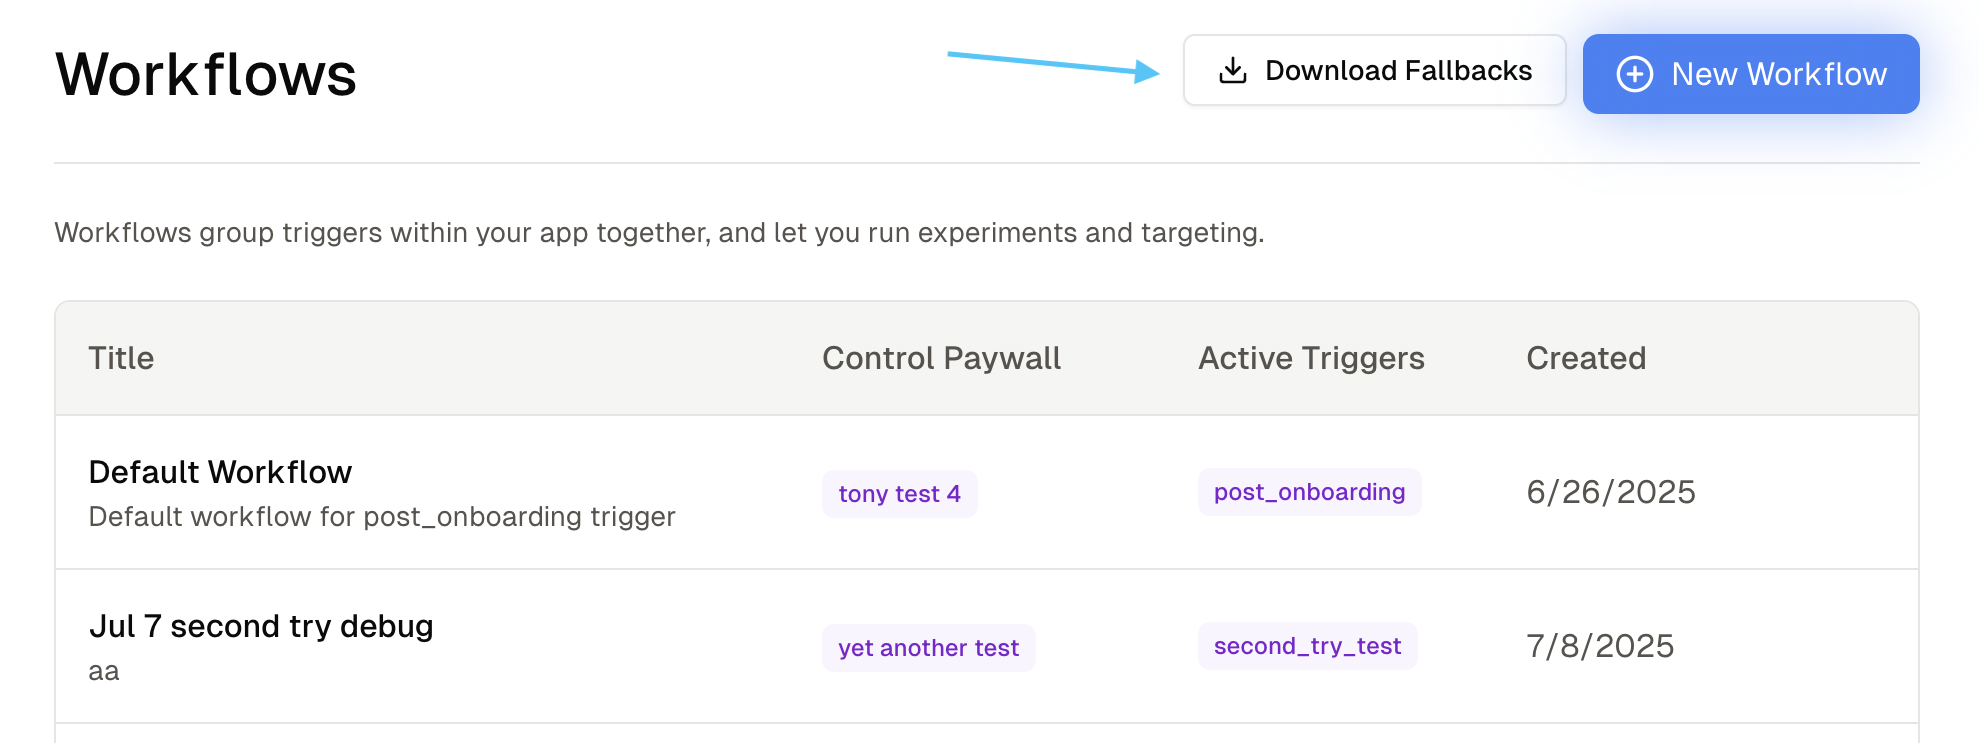 Workflows
Download Fallbacks
New Workflow
Workflows group triggers within your app together, and let you run experiments and targeting.
Title Control Paywall Active Triggers Created
Default Workflow
Default workflow for post_onboarding trigger
tony test 4
post_onboarding
6/26/2025
Jul 7 second try debug
aa
yet another test
second_try_test
7/8/2025